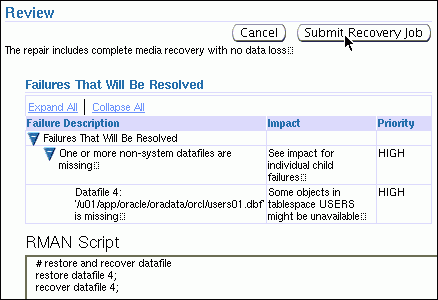 Review
Cancel Submit Recovery Job
The repair includes complete media recovery with no data loss
Failures That Will Be Resolved
Expand All | Collapse All
Failure Description Impact Priority
Failures That Will Be Resolved
One or more non-system datafiles are See impact for HIGH
missing individual child
failures
Datafile 4: Some objects in HIGH
'/u01/app/oracle/oradata/orcl/users01.dbf' tablespace USERS
is missing might be unavailable
RMAN Script
# restore and recover datafile
restore datafile 4;
recover datafile 4;